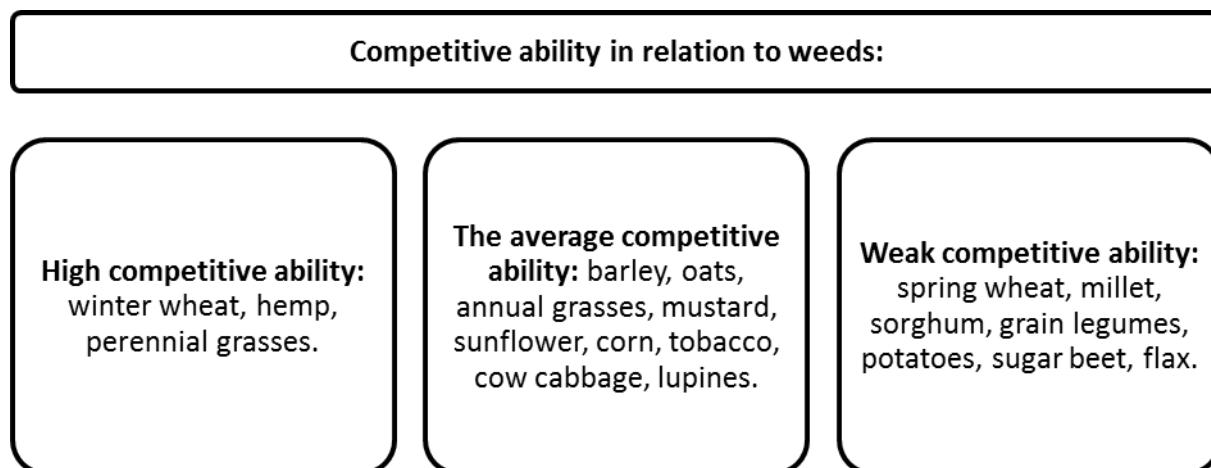 Competitive ability in relation to weeds:
High competitive ability:
winter wheat, hemp,
perennial grasses.
The average competitive
ability: barley, oats,
annual grasses, mustard,
sunflower, corn, tobacco,
cow cabbage, lupines.
Weak competitive ability:
spring wheat, millet,
sorghum, grain legumes,
potatoes, sugar beet, flax.